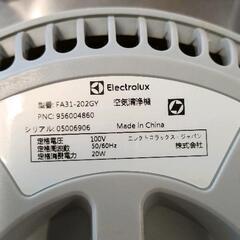 Electrolux
型番: FA31-202GY 空気清浄機
PNC: 956004860
シリアル: 05006906 Made in China
定格電圧 100V エレクトロラックス・ジャパン
定格周波数 50/60Hz 株式会社
定格消費電力 20W